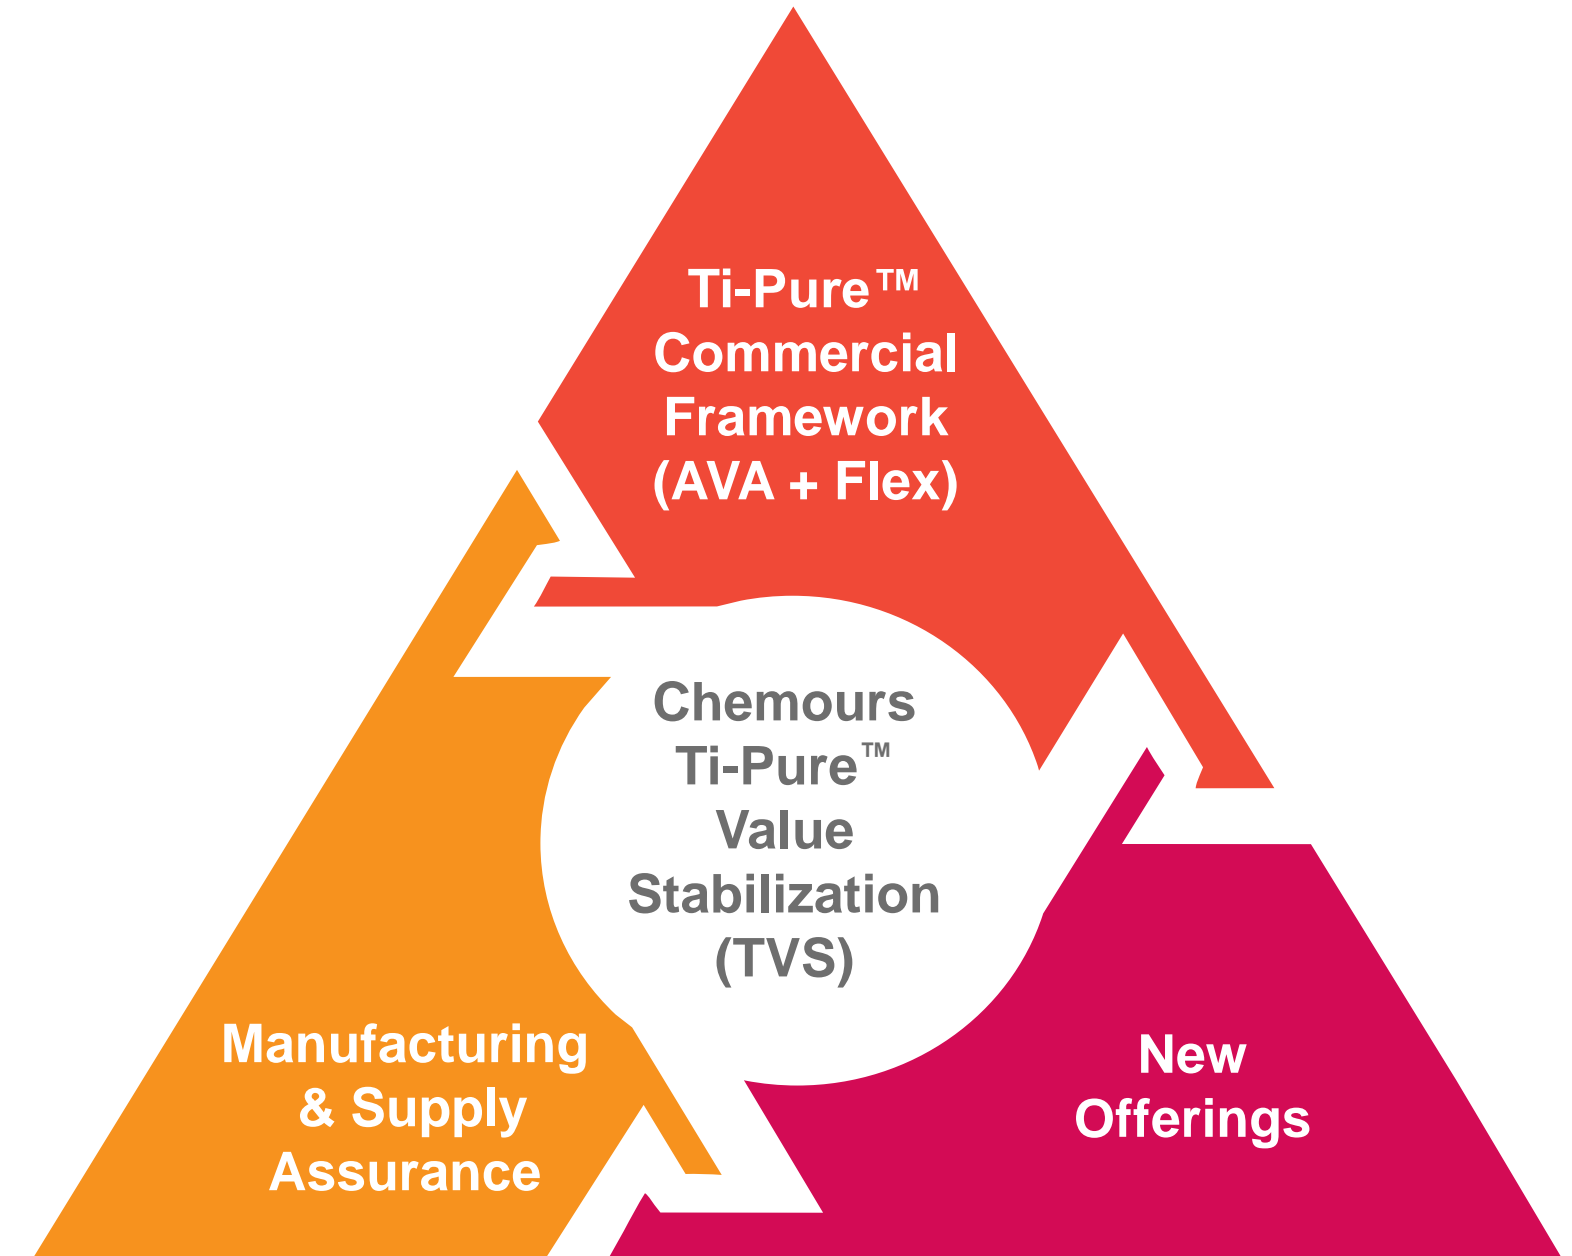 Ti-Pure™
Commercial
Framework
(AVA + Flex)
Chemours
Ti-Pure™
Value
Stabilization
(TVS)
Manufacturing
& Supply
Assurance
New
Offerings